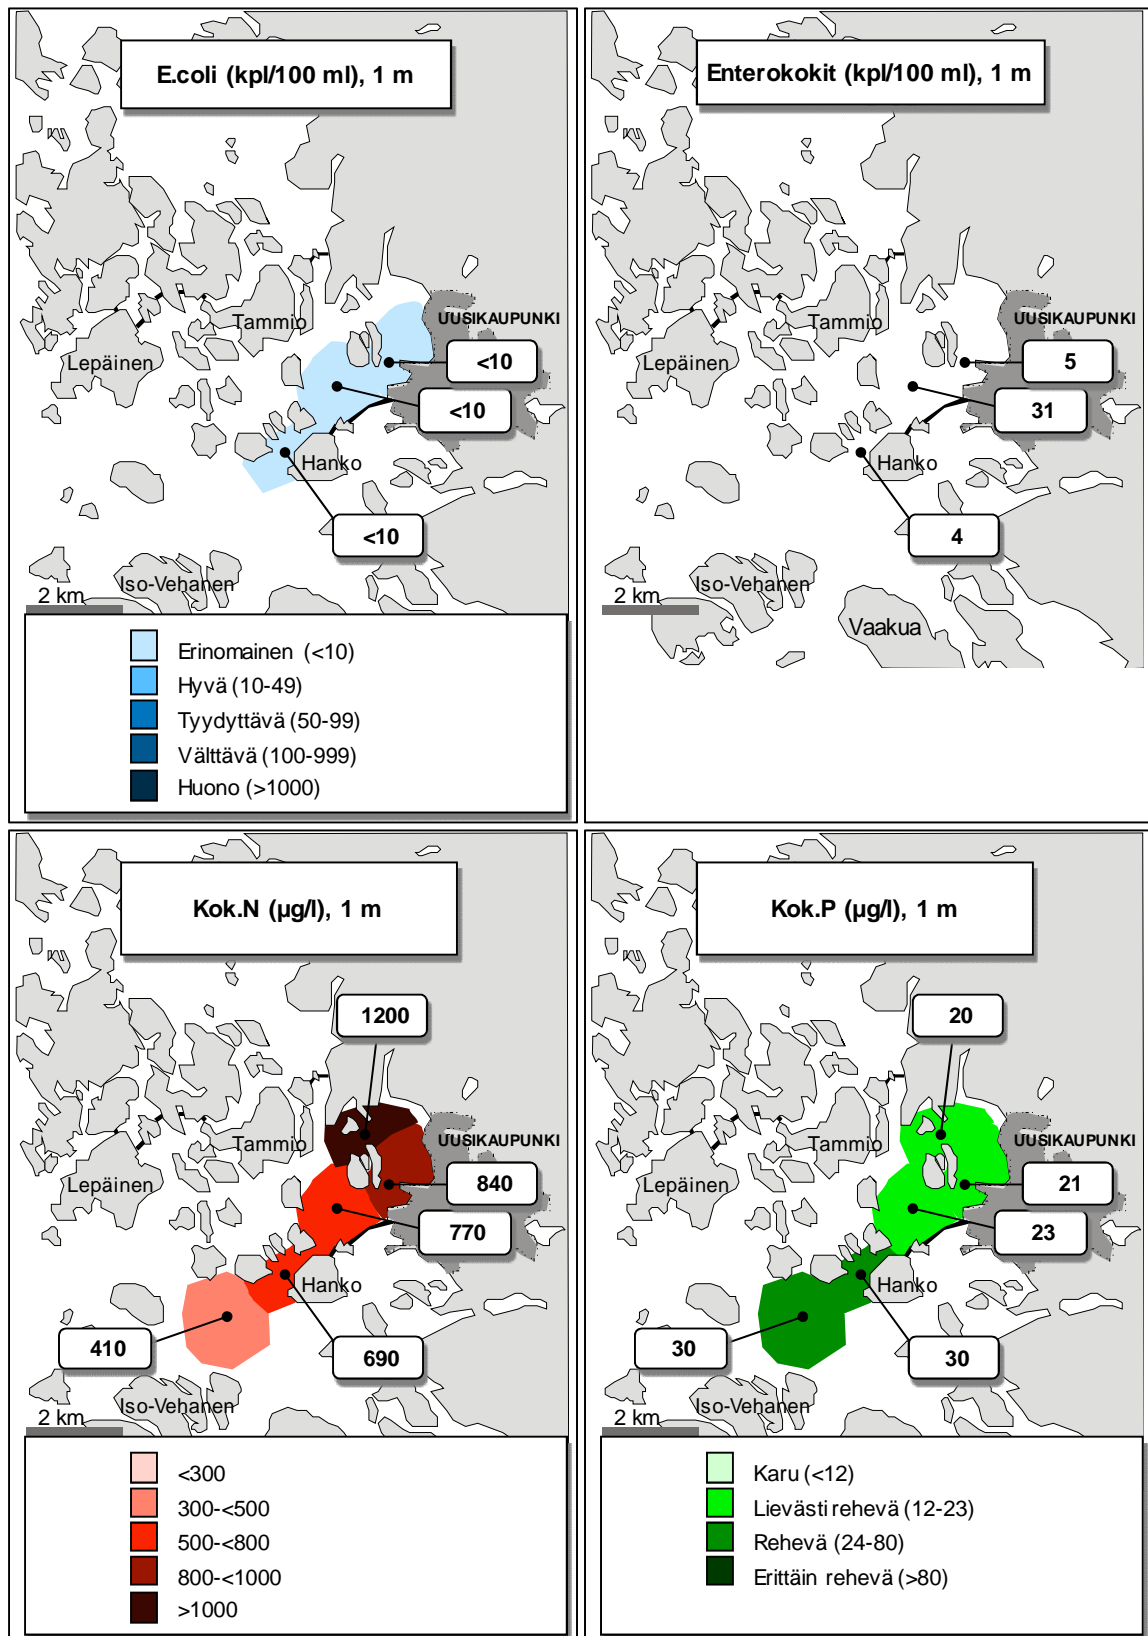 E.coli (kpl/100 ml), 1 m
Tammio
UUSIKAUPUNKI
Lepäinen
<10
<10
Hanko
<10
Iso-Vehanen
2 km
Erinomainen (<10)
Hyvä (10-49)
Tyydyttävä (50-99)
Välttävä (100-999)
Huono (>1000)
Enterokokit (kpl/100 ml), 1 m
Tammio
UUSIKAUPUNKI
Lepäinen
5
31
Hanko
4
Iso-Vehanen
2 km
Vaakua
Kok.N (µg/l), 1 m
1200
Tammio
UUSIKAUPUNKI
Lepäinen
840
770
Hanko
410
690
Iso-Vehanen
2 km
<300
300-<500
500-<800
800-<1000
>1000
Kok.P (µg/l), 1 m
20
Tammio
UUSIKAUPUNKI
Lepäinen
21
23
Hanko
30
30
Iso-Vehanen
2 km
Karu (<12)
Lievästi rehevä (12-23)
Rehevä (24-80)
Erittäin rehevä (>80)